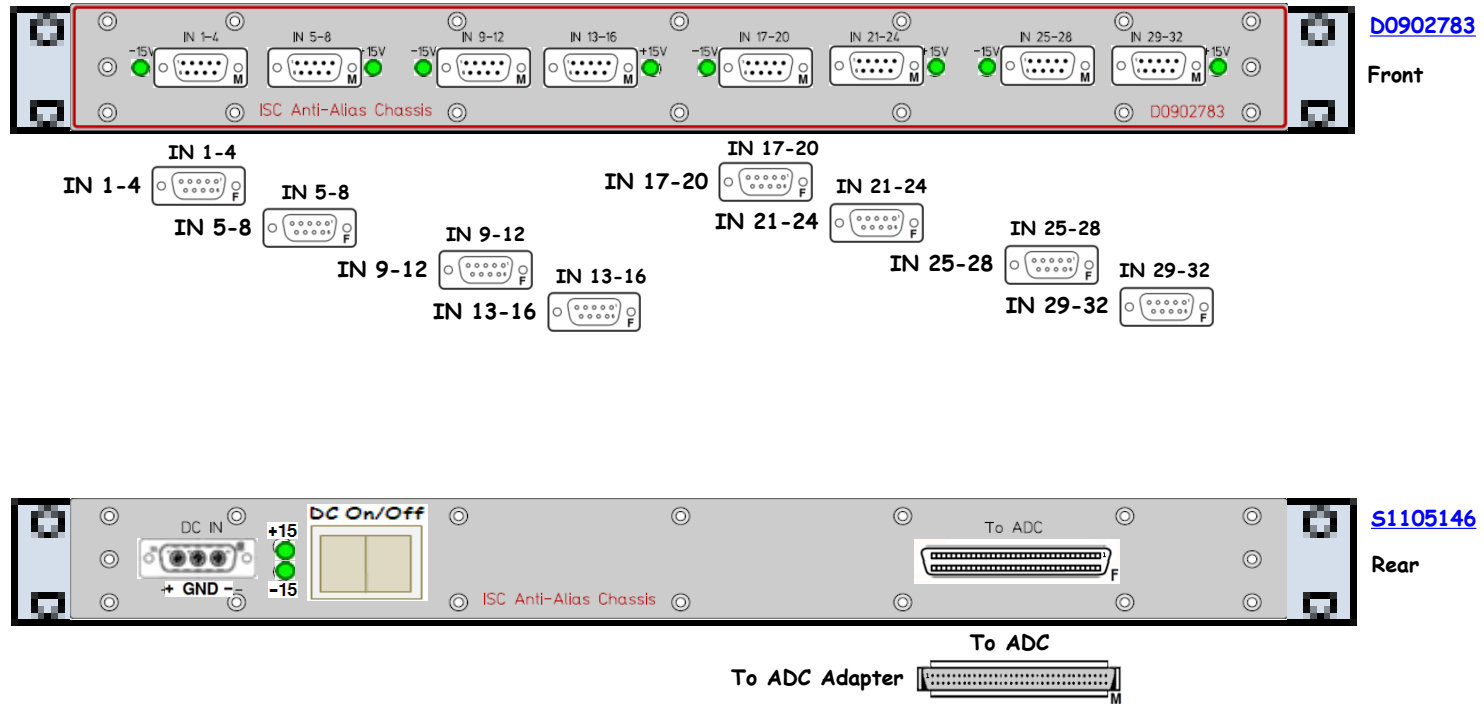 D0902783
Front
IN 1-4 IN 5-8 IN 9-12 IN 13-16 IN 17-20 IN 21-24 IN 25-28 IN 29-32
-15V +15V -15V +15V -15V +15V -15V +15V
M M M M M M M M
ISC Anti-Alias Chassis D0902783
IN 1-4
IN 1-4 F
IN 5-8
IN 5-8 F
IN 9-12
IN 9-12 F
IN 13-16
IN 13-16 F
IN 17-20
IN 17-20 F
IN 21-24
IN 21-24 F
IN 25-28
IN 25-28 F
IN 29-32
IN 29-32 F
S1105146
Rear
DC IN +15 DC On/Off To ADC
+ GND - -15 F
ISC Anti-Alias Chassis
To ADC
To ADC Adapter M